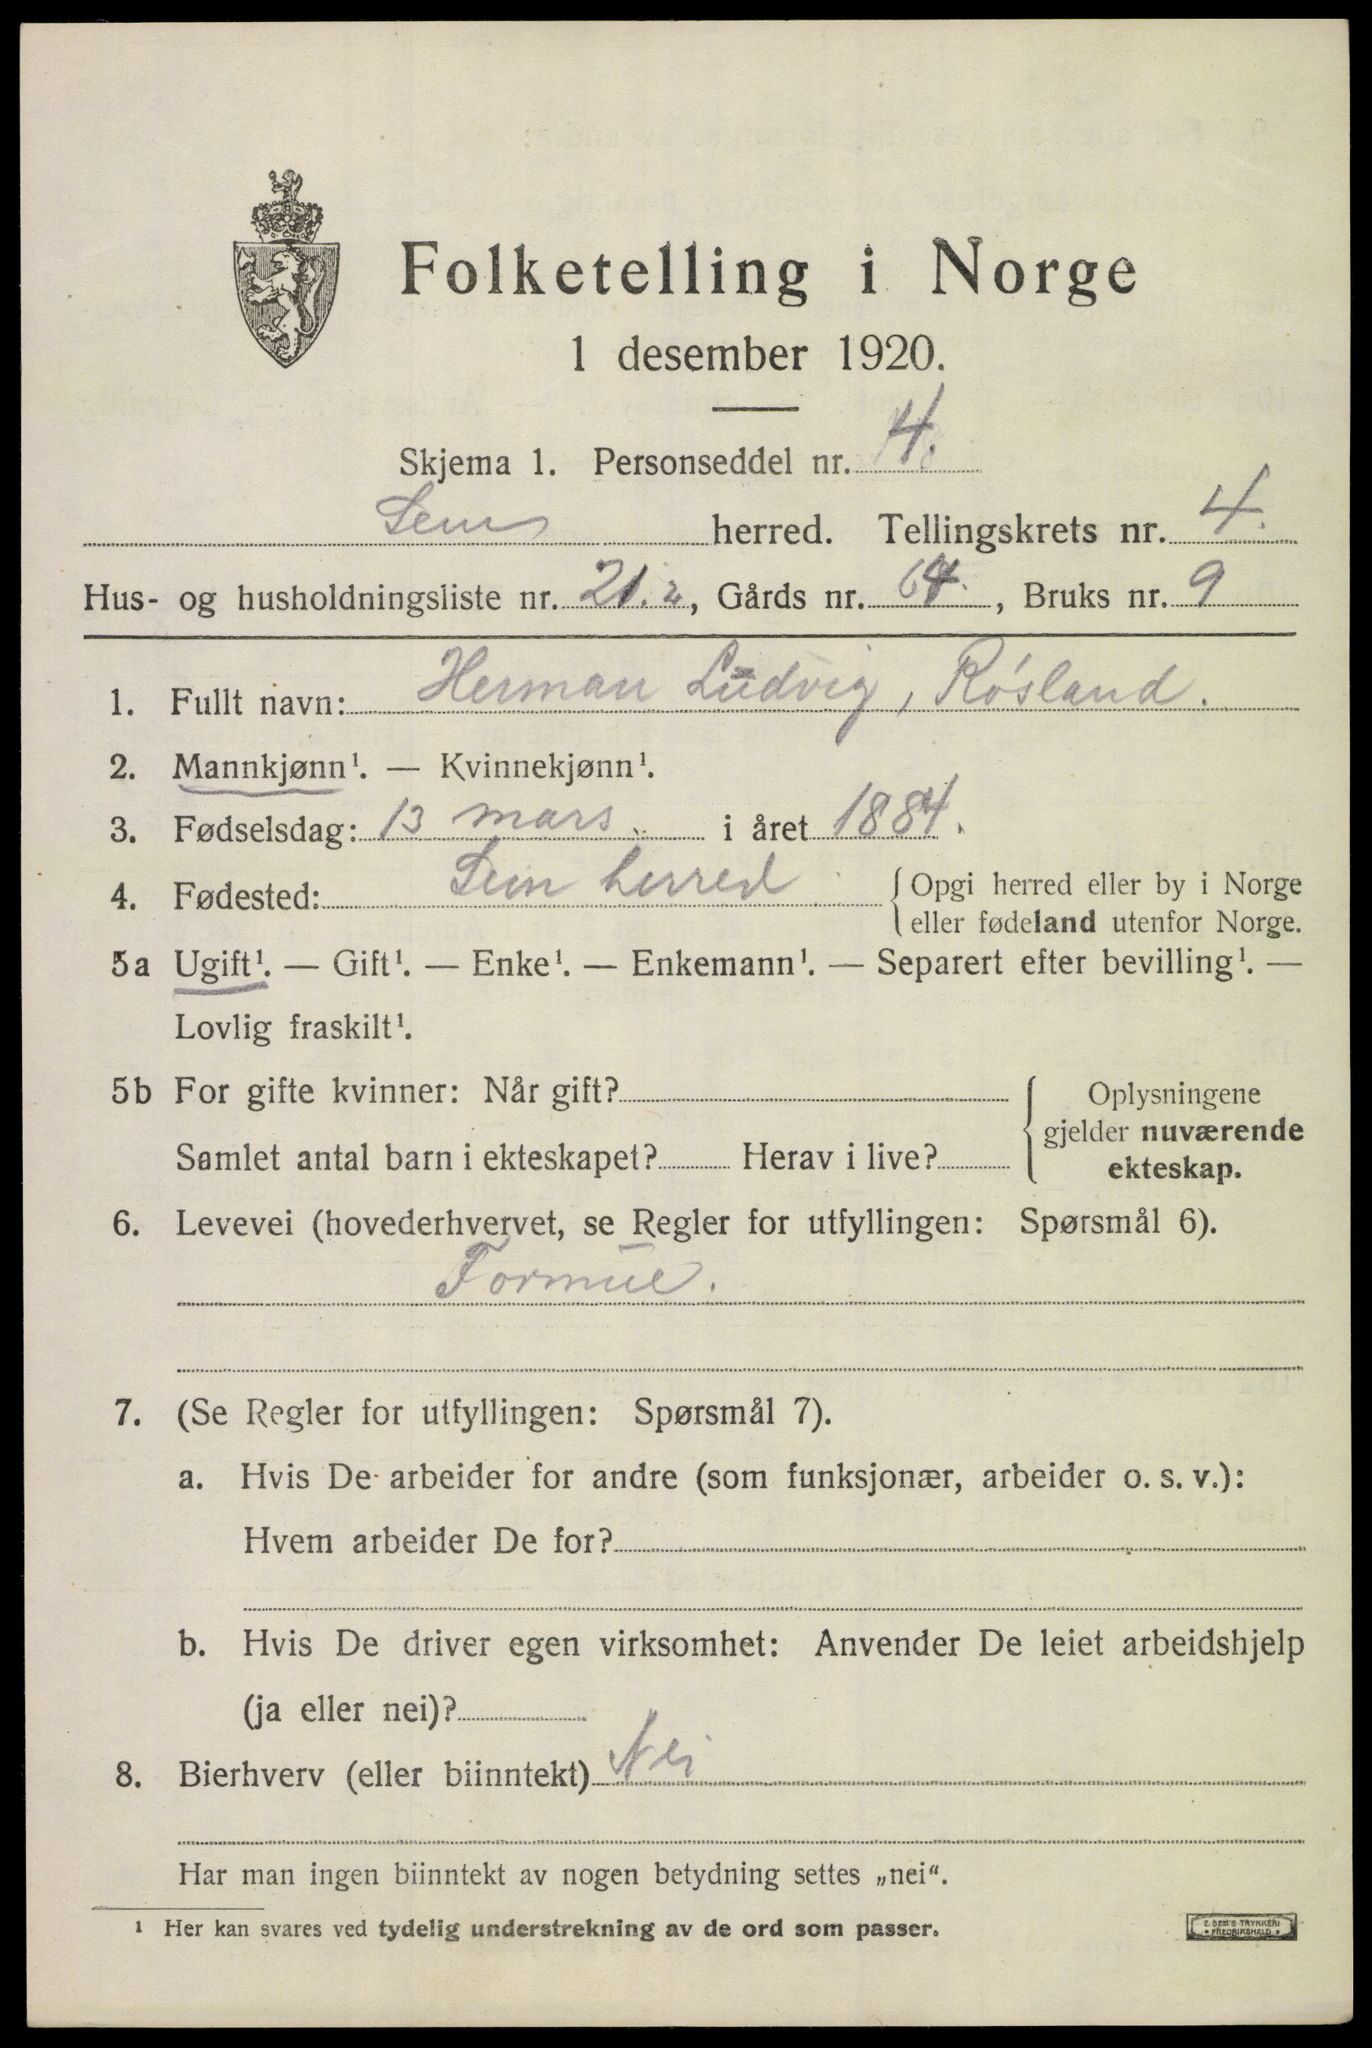 Folketelling i Norge
1 desember 1920.
Skjema 1. Personseddel nr. 4.
Sem herred. Tellingskrets nr. 4.
Hus- og husholdningsliste nr. 21. 2, Gårds nr. 64., Bruks nr. 9
1. Fullt navn: Herman Ludvig, Røsland.
2. Mannkjønn¹. — Kvinnekjønn¹.
3. Fødselsdag: 13 mars i året 1884.
4. Fødested: Sem herred {Opgi herred eller by i Norge
eller fødeland utenfor Norge.
5a Ugift¹. — Gift¹. — Enke¹. — Enkemann¹. — Separert efter bevilling¹. —
Lovlig fraskilt¹.
5b For gifte kvinner: Når gift? Oplysningene
gjelder nuværende
Samlet antal barn i ekteskapet? Herav i live? ekteskap.
6. Levevei (hovederhvervet, se Regler for utfyllingen: Spørsmål 6).
Formue.
7. (Se Regler for utfyllingen: Spørsmål 7).
a. Hvis De arbeider for andre (som funksjonær, arbeider o. s. v.):
Hvem arbeider De for?
b. Hvis De driver egen virksomhet: Anvender De leiet arbeidshjelp
(ja eller nei)?
8. Bierhverv (eller biinntekt) Nei
Har man ingen biinntekt av nogen betydning settes „nei“.
¹ Her kan svares ved tydelig understrekning av de ord som passer.
E. SEM'S TRYKKERI
FREDRIKSHALD